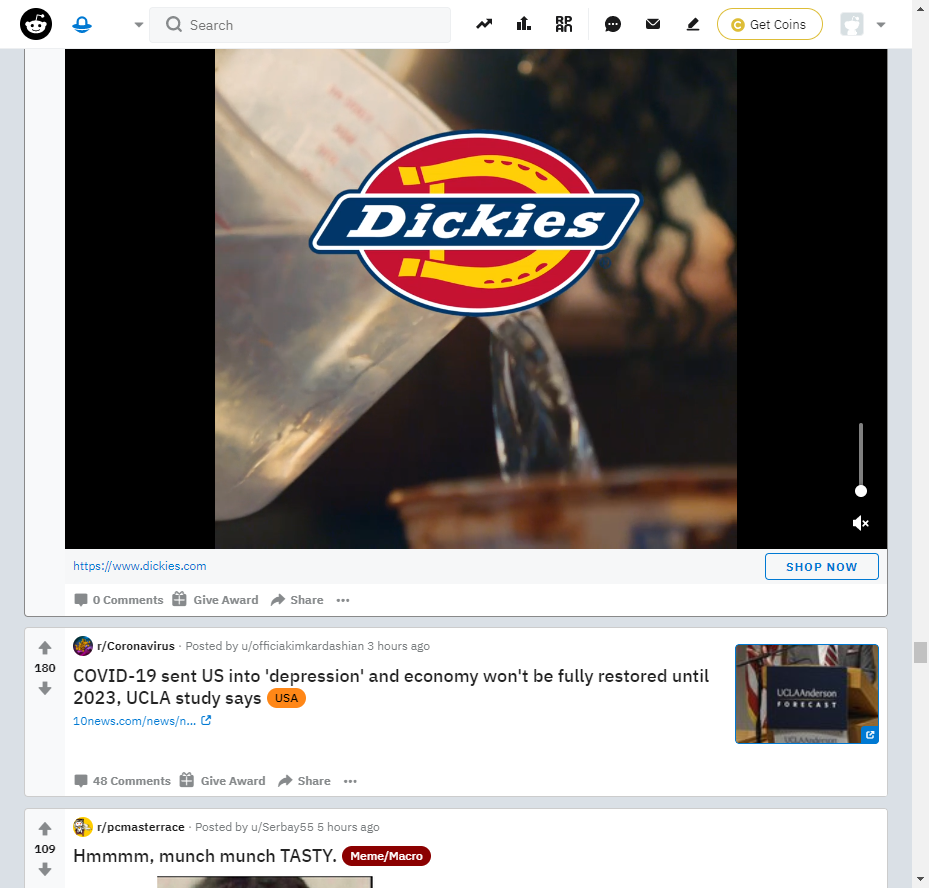 Search
RPAN
Get Coins
Dickies
https://www.dickies.com
SHOP NOW
0 Comments
Give Award
Share
180
r/Coronavirus · Posted by u/officiakimkardashian 3 hours ago
COVID-19 sent US into 'depression' and economy won't be fully restored until
2023, UCLA study says USA
10news.com/news/n...
UCLAAnderson
FORECAST
UCLAAnderson
48 Comments
Give Award
Share
109
r/pcmasterrace · Posted by u/Serbay55 5 hours ago
Hmmmm, munch munch TASTY. Meme/Macro